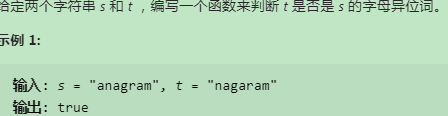 给定两个字符串 s 和 t ，编写一个函数来判断 t 是否是 s 的字母异位词。
示例 1:
输入: s = "anagram", t = "nagaram"
输出: true